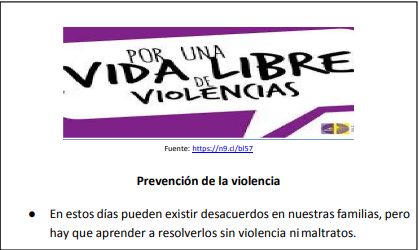 POR UNA
VIDA LIBRE
DE
VIOLENCIAS
Fuente: https://n9.cl/bl57
Prevención de la violencia
● En estos días pueden existir desacuerdos en nuestras familias, pero
hay que aprender a resolverlos sin violencia ni maltratos.